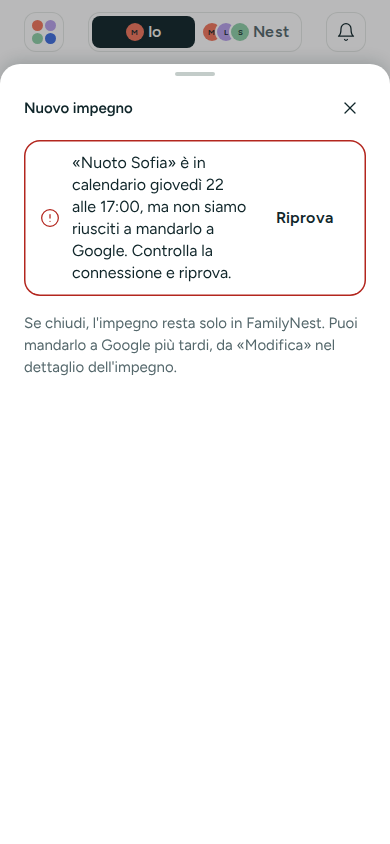 M Io
M L S Nest
Nuovo impegno
«Nuoto Sofia» è in
calendario giovedì 22
alle 17:00, ma non siamo
riusciti a mandarlo a
Google. Controlla la
connessione e riprova.
Riprova
Se chiudi, l'impegno resta solo in FamilyNest. Puoi
mandarlo a Google più tardi, da «Modifica» nel
dettaglio dell'impegno.